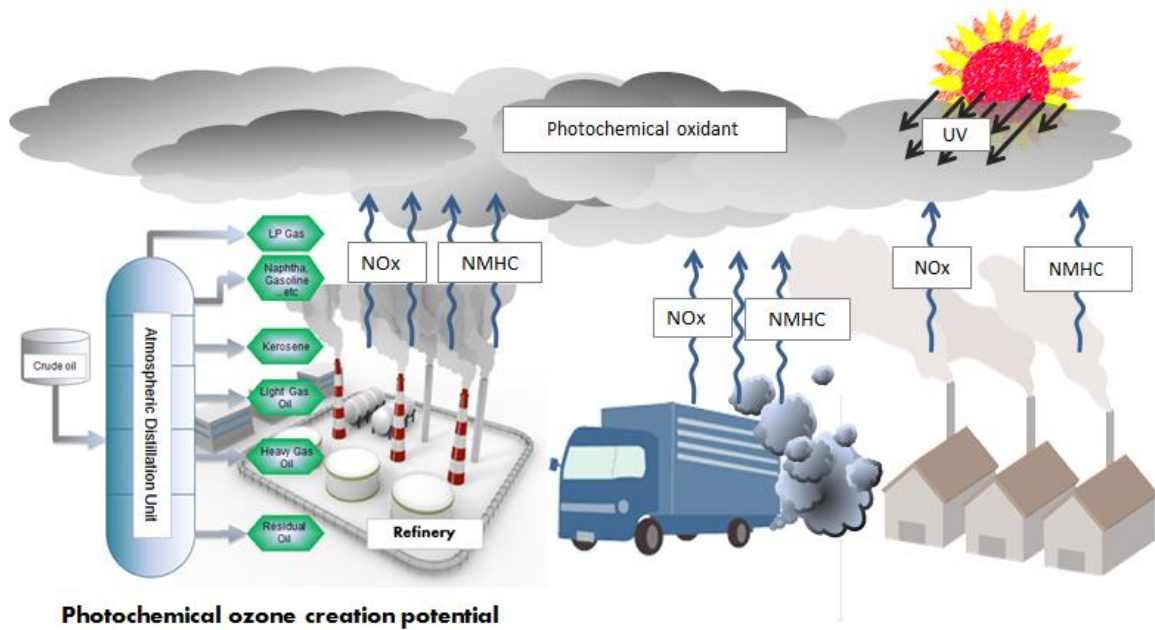 Photochemical oxidant
UV
LP Gas
Naphtha,
Gasoline
...etc
Kerosene
Light Gas
Oil
Heavy Gas
Oil
Residual
Oil
Crude oil
Atmospheric Distillation Unit
NOx
NMHC
Refinery
NOx
NMHC
NOx
NMHC
Photochemical ozone creation potential